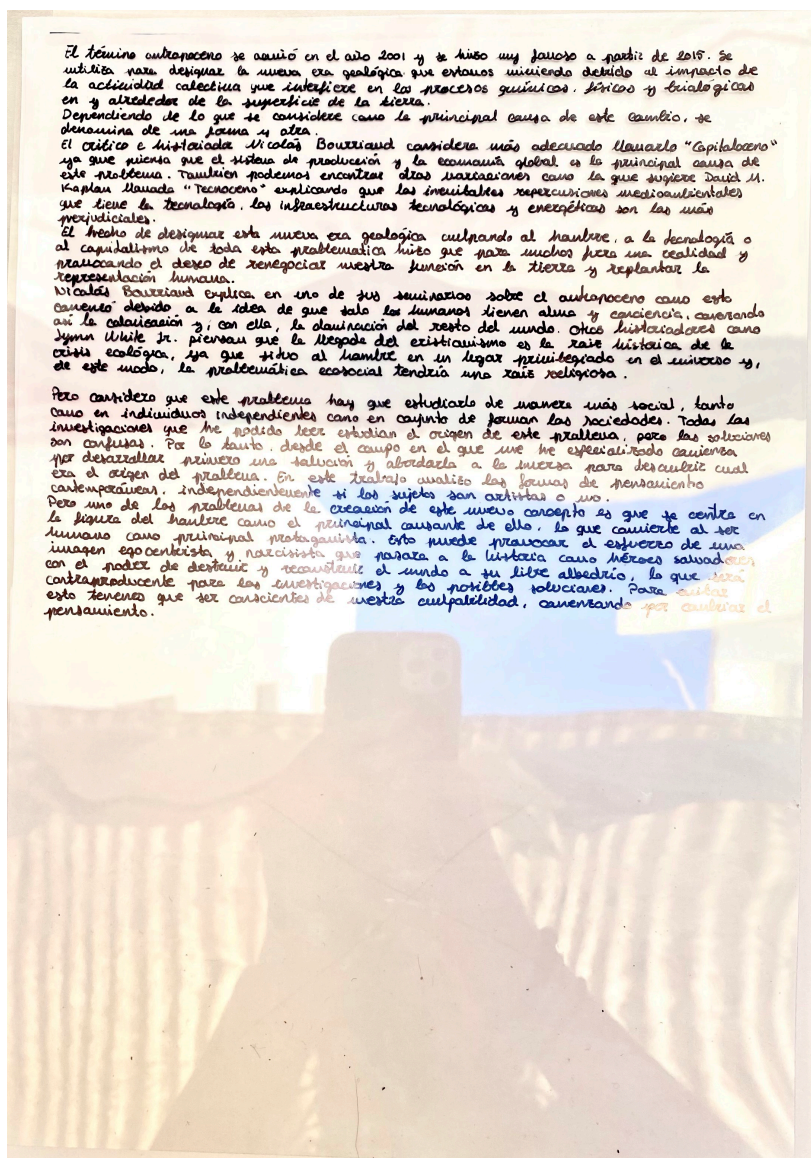 El término antropoceno se acuñó en el año 2001 y se hizo muy famoso a partir de 2015. Se
utiliza para designar la nueva era geológica que estamos viviendo debido al impacto de
la actividad colectiva que interfiere en los procesos químicos, físicos y biológicos
en y alrededor de la superficie de la tierra.
Dependiendo de lo que se considere como la principal causa de este cambio, se
denomina de una forma u otra.
El crítico e historiador Nicolás Bourriaud considera más adecuado llamarlo "Capitaloceno"
ya que piensa que el sistema de producción y la economía global es la principal causa de
este problema. También podemos encontrar otras variaciones como la que sugiere David M.
Kaplan llamada "Tecnoceno" explicando que las inevitables repercusiones medioambientales
que tiene la tecnología, las infraestructuras tecnológicas y energéticas son las más
perjudiciales.
El hecho de designar esta nueva era geologica culpando al hombre, a la tecnología o
al capitalismo de toda esta problematica hizo que para muchos fuera una realidad y
provocando el deseo de renegociar nuestra función en la tierra y replantar la
representación humana.
Nicolás Bourriaud explica en uno de sus seminarios sobre el antropoceno como esto
comenzó debido a la idea de que solo los humanos tienen alma y conciencia, comenzando
así la colonización y, con ella, la dominación del resto del mundo. Otros historiadores como
Lynn White Jr. piensan que la llegada del cristianismo es la raíz histórica de la
crisis ecológica, ya que situó al hombre en un lugar privilegiado en el universo y,
de este modo, la problemática ecosocial tendría una raíz religiosa.
Pero considero que este problema hay que estudiarlo de manera más social, tanto
como en individuos independientes como en conjunto de forman las sociedades. Todas las
investigaciones que he podido leer estudian el origen de este problema, pero las soluciones
son confusas. Por lo tanto, desde el campo en el que me he especializado comienza
por desarrollar primero una solución y abordarla a la inversa para descubrir cual
era el origen del problema. En este trabajo analizo las formas de pensamiento
contemporáneas, independientemente si los sujetos son artistas o no.
Pero uno de los problemas de la creación de este nuevo concepto es que se centra en
la figura del hombre como el principal causante de ello, lo que convierte al ser
humano como principal protagonista. Esto puede provocar el esfuerzo de una
imagen egocentrista y narcisista que pasara a la historia como héroes salvadores
con el poder de destruir y reconstruir el mundo a su libre albedrío, lo que será
contraproducente para las investigaciones y las posibles soluciones. Para evitar
esto tenemos que ser conscientes de nuestra culpabilidad, comenzando por cambiar el
pensamiento.